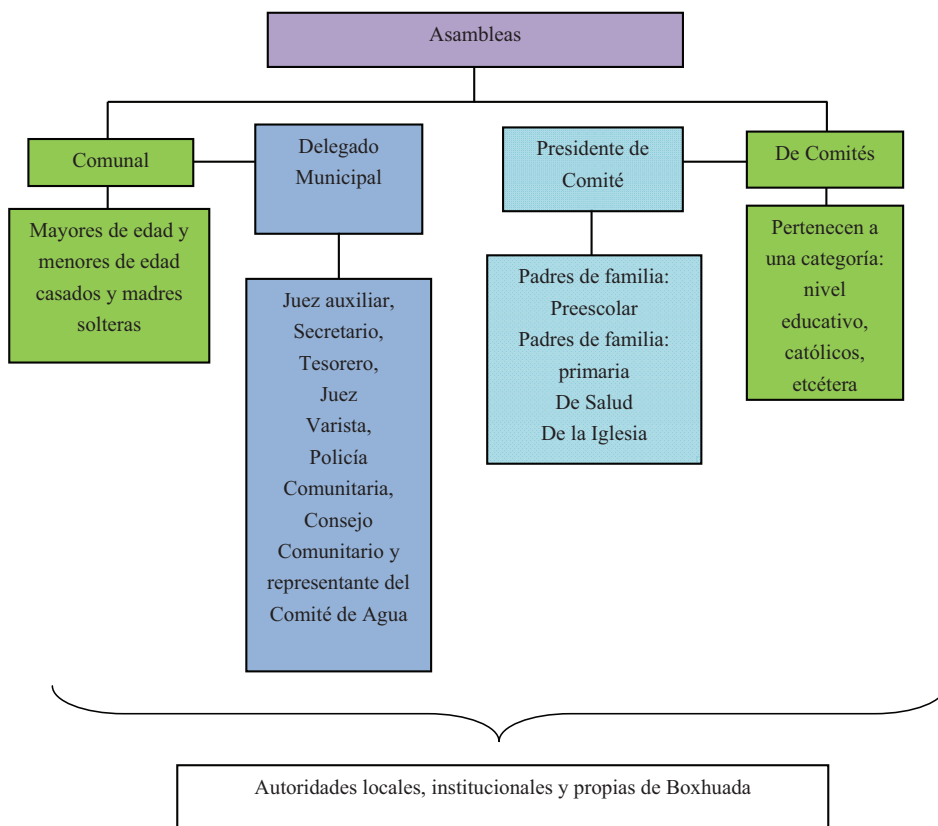 Asambleas
Comunal
Delegado
Municipal
Presidente de
Comité
De Comités
Mayores de edad y
menores de edad
casados y madres
solteras
Juez auxiliar,
Secretario,
Tesorero,
Juez
Varista,
Policía
Comunitaria,
Consejo
Comunitario y
representante del
Comité de Agua
Padres de familia:
Preescolar
Padres de familia:
primaria
De Salud
De la Iglesia
Pertenecen a
una categoría:
nivel
educativo,
católicos,
etcétera
Autoridades locales, institucionales y propias de Boxhuada